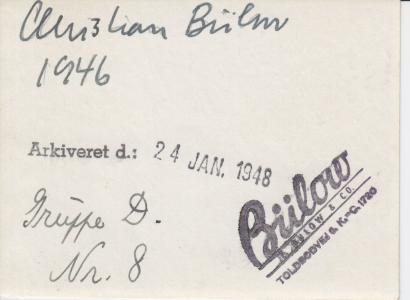 Christian Bülow
1946
Arkiveret d.: 24 JAN. 1948
Gruppe D.
Nr. 8
Bülow
A. BÜLOW & CO.
TOLDBODVEJ 6. K.=C. 1720